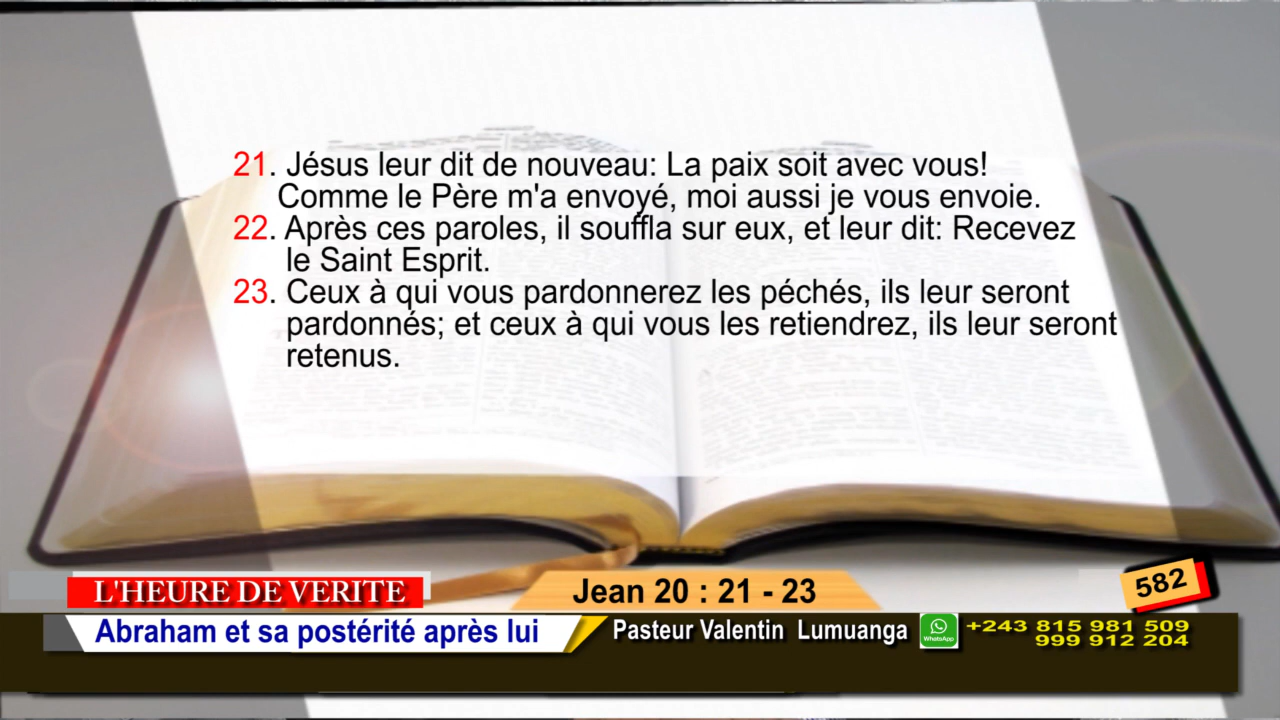 21. Jésus leur dit de nouveau: La paix soit avec vous!
Comme le Père m'a envoyé, moi aussi je vous envoie.
22. Après ces paroles, il souffla sur eux, et leur dit: Recevez
le Saint Esprit.
23. Ceux à qui vous pardonnerez les péchés, ils leur seront
pardonnés; et ceux à qui vous les retiendrez, ils leur seront
retenus.
L'HEURE DE VERITE
Jean 20 : 21 - 23
582
Abraham et sa postérité après lui
Pasteur Valentin Lumuanga
WhatsApp
+243 815 981 509
999 912 204